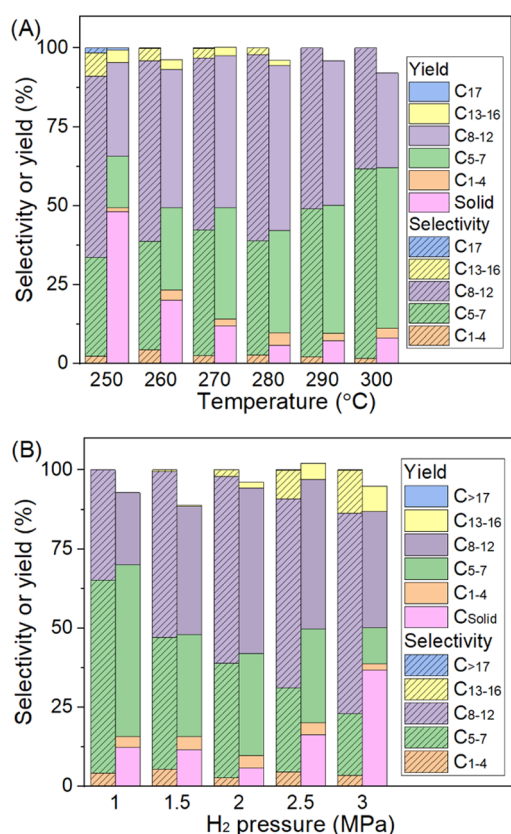 (A)
Selectivity or yield (%)
100
75
50
25
0
250 260 270 280 290 300
Temperature (°C)
Yield
C17
C13-16
C8-12
C5-7
C1-4
Solid
Selectivity
C17
C13-16
C8-12
C5-7
C1-4
(B)
Selectivity or yield (%)
100
75
50
25
0
1 1.5 2 2.5 3
H₂ pressure (MPa)
Yield
C>17
C13-16
C8-12
C5-7
C1-4
CSolid
Selectivity
C>17
C13-16
C8-12
C5-7
C1-4